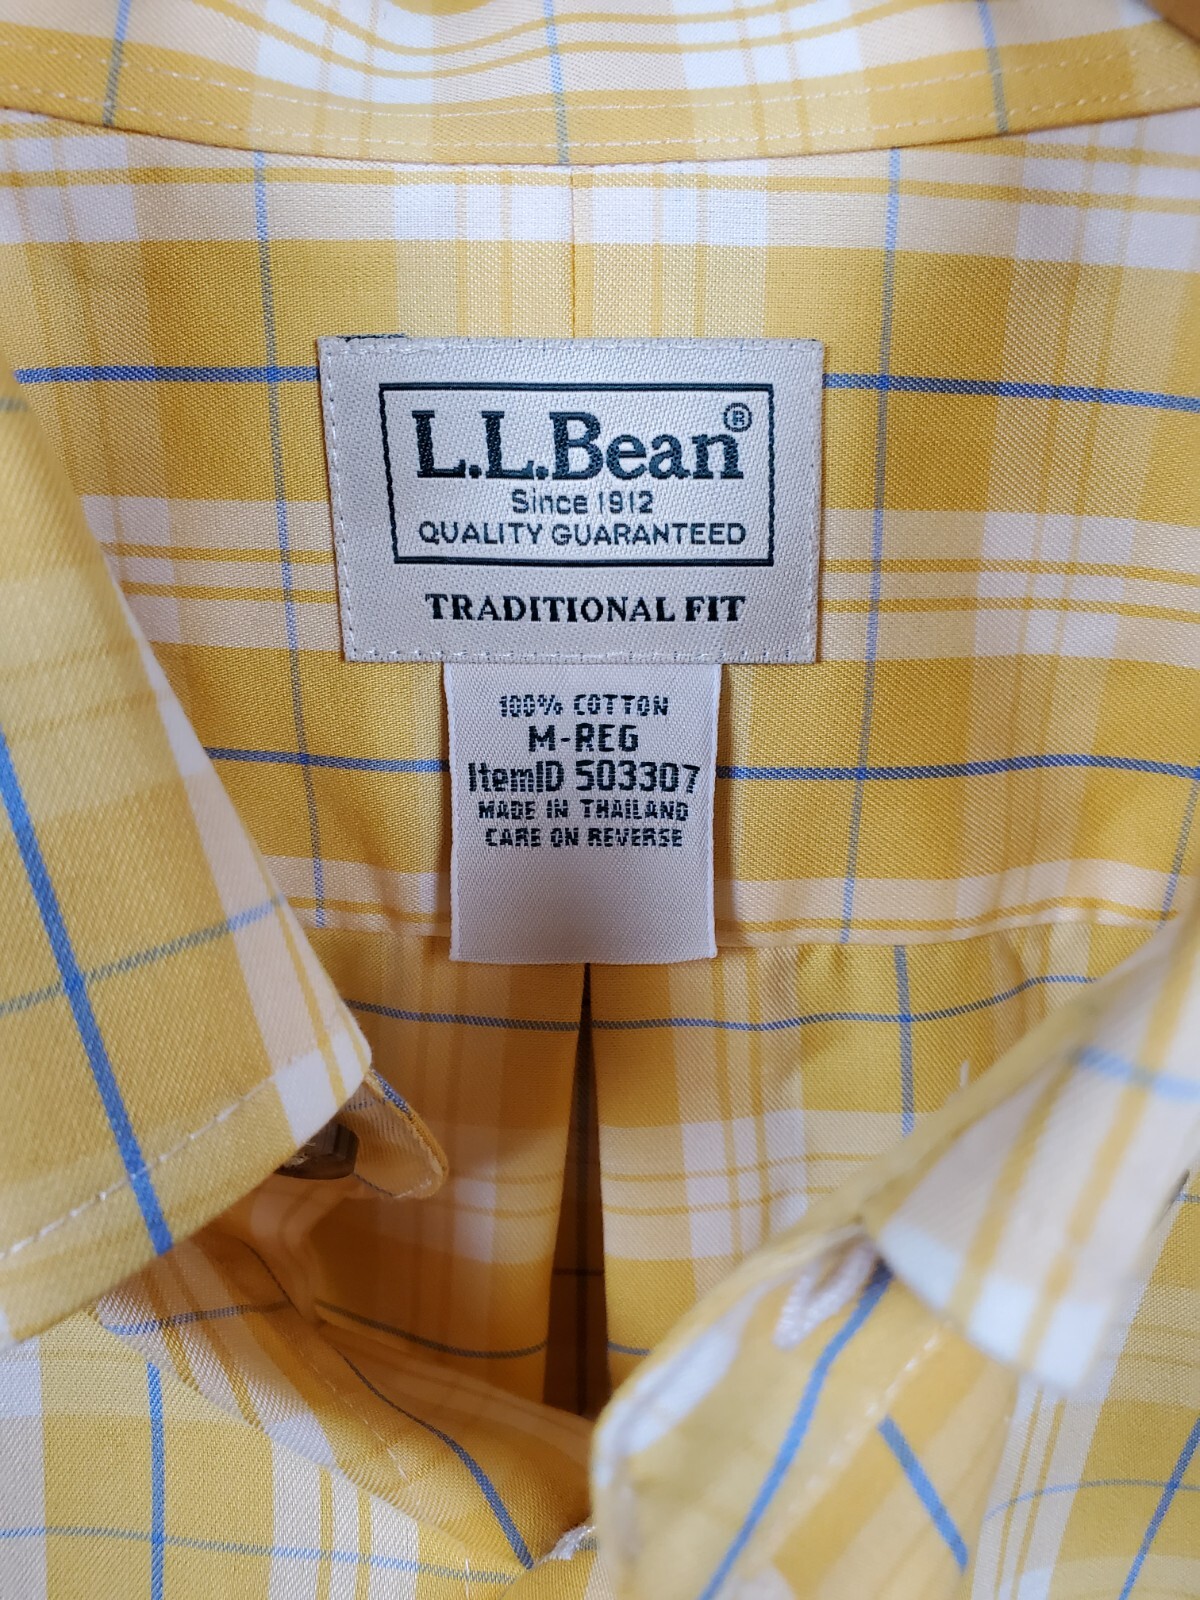 L.L.Bean®
Since 1912
QUALITY GUARANTEED
TRADITIONAL FIT
100% COTTON
M-REG
ItemID 503307
MADE IN THAILAND
CARE ON REVERSE